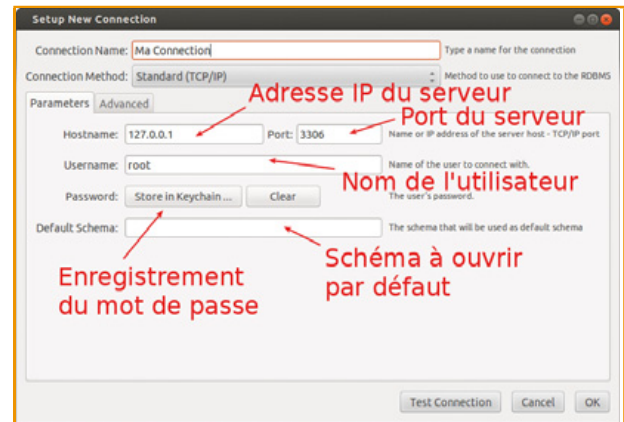 Setup New Connection
Connection Name: Ma Connection Type a name for the connection
Connection Method: Standard (TCP/IP) Method to use to connect to the RDBMS
Adresse IP du serveur
Parameters Advanced
Port du serveur
Hostname: 127.0.0.1 Port: 3306 Name or IP address of the server host - TCP/IP port
Username: root Name of the user to connect with.
Nom de l'utilisateur
Password: Store in Keychain ... Clear The user's password.
Default Schema: The schema that will be used as default schema
Schéma à ouvrir
par défaut
Enregistrement
du mot de passe
Test Connection Cancel OK